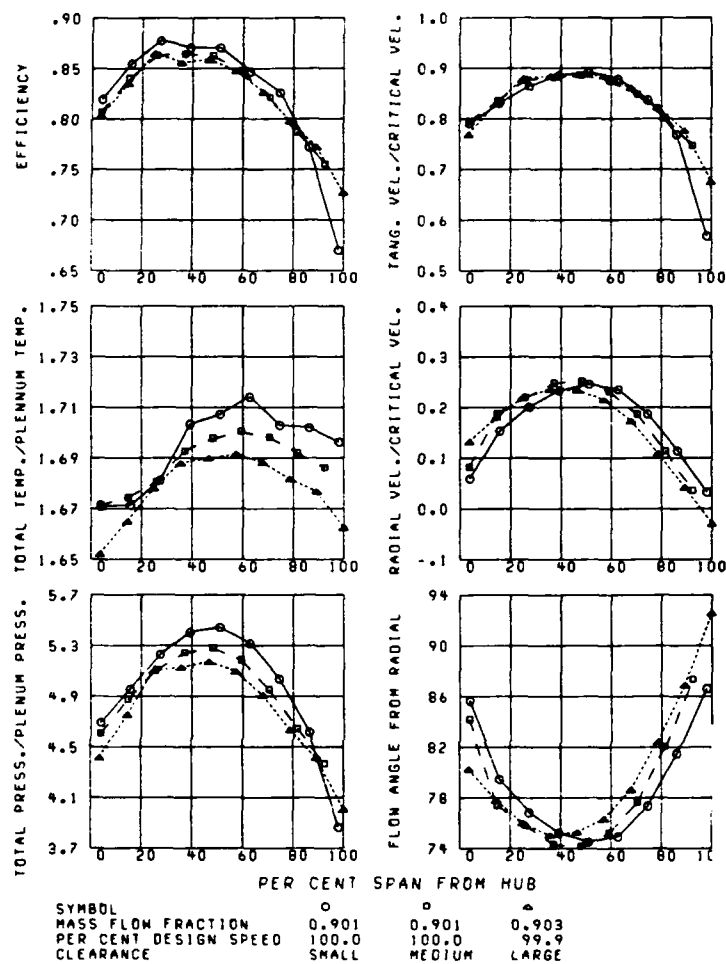 EFFICIENCY
.90
.85
.80
.75
.70
.65
0 20 40 60 80 100
TANG. VEL./CRITICAL VEL.
1.0
0.9
0.8
0.7
0.6
0.5
0 20 40 60 80 100
TOTAL TEMP./PLENNUM TEMP.
1.75
1.73
1.71
1.69
1.67
1.65
0 20 40 60 80 100
RADIAL VEL./CRITICAL VEL.
0.4
0.3
0.2
0.1
0.0
-.1
0 20 40 60 80 100
TOTAL PRESS./PLENUM PRESS.
5.7
5.3
4.9
4.5
4.1
3.7
0 20 40 60 80 100
FLOW ANGLE FROM RADIAL
94
90
86
82
78
74
0 20 40 60 80 100
PER CENT SPAN FROM HUB
SYMBOL
MASS FLOW FRACTION 0.901 0.901 0.903
PER CENT DESIGN SPEED 100.0 100.0 99.9
CLEARANCE SMALL MEDIUM LARGE